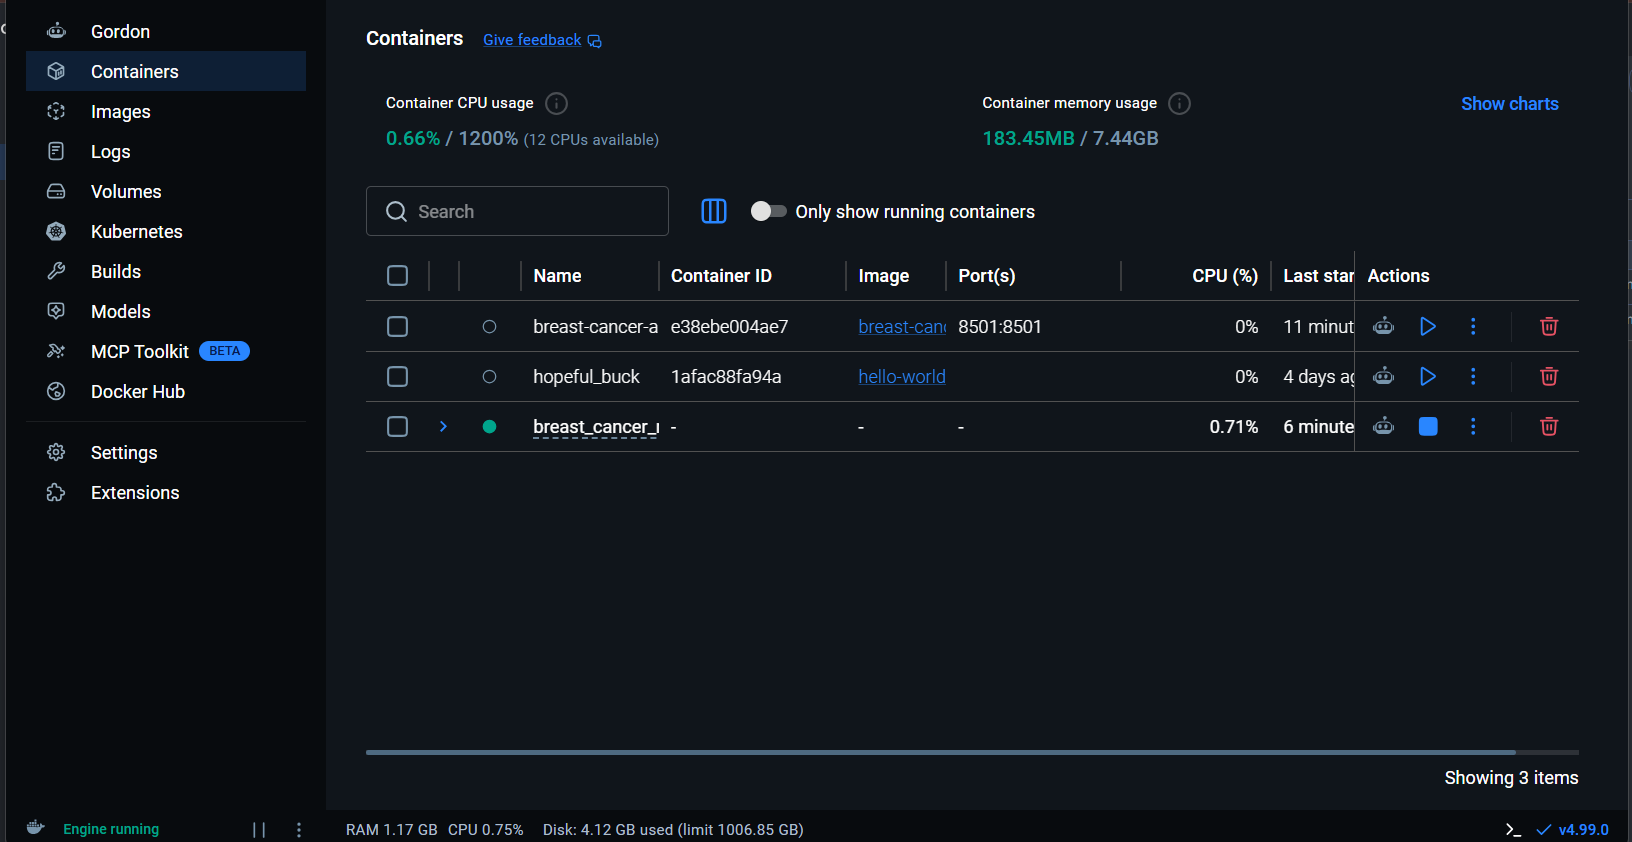 Gordon
Containers
Images
Logs
Volumes
Kubernetes
Builds
Models
MCP Toolkit BETA
Docker Hub
Settings
Extensions
Containers Give feedback
Container CPU usage
0.66% / 1200% (12 CPUs available)
Container memory usage
183.45MB / 7.44GB
Show charts
Search
Only show running containers
Name Container ID Image Port(s) CPU (%) Last star Actions
breast-cancer-a e38ebe004ae7 breast-canc 8501:8501 0% 11 minut
hopeful_buck 1afac88fa94a hello-world 0% 4 days ag
breast_cancer_r - - - 0.71% 6 minute
Showing 3 items
Engine running
RAM 1.17 GB CPU 0.75% Disk: 4.12 GB used (limit 1006.85 GB)
v4.99.0